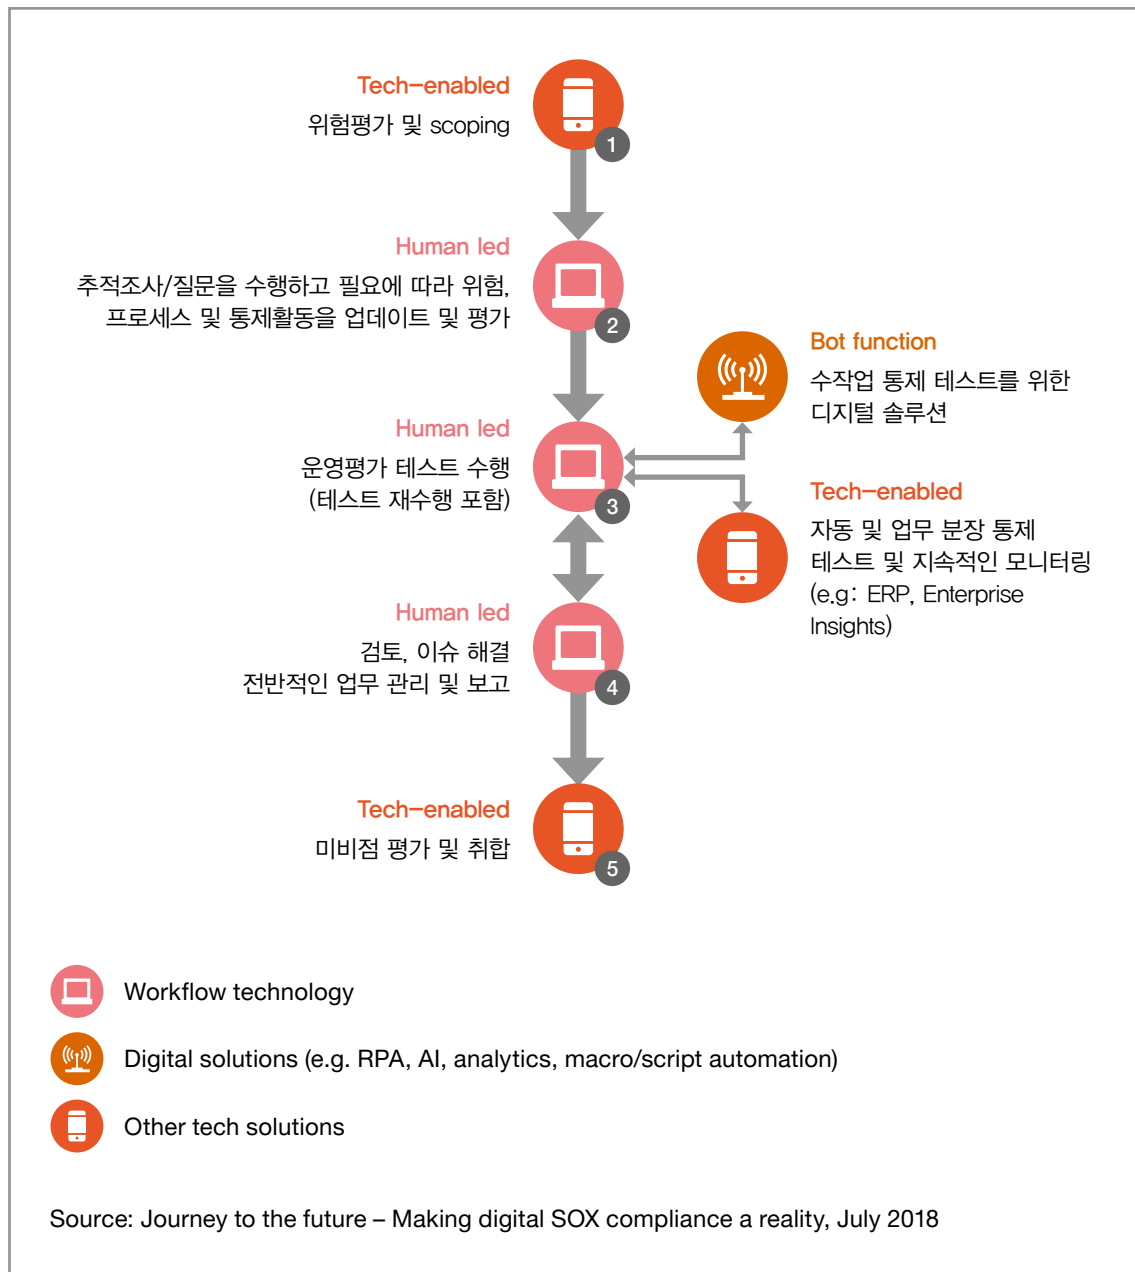 Tech-enabled
위험평가 및 scoping
1
Human led
추적조사/질문을 수행하고 필요에 따라 위험,
프로세스 및 통제활동을 업데이트 및 평가
2
Bot function
수작업 통제 테스트를 위한
디지털 솔루션
Human led
운영평가 테스트 수행
(테스트 재수행 포함)
3
Tech-enabled
자동 및 업무 분장 통제
테스트 및 지속적인 모니터링
(e.g: ERP, Enterprise
Insights)
Human led
검토, 이슈 해결
전반적인 업무 관리 및 보고
4
Tech-enabled
미비점 평가 및 취합
5
Workflow technology
Digital solutions (e.g. RPA, AI, analytics, macro/script automation)
Other tech solutions
Source: Journey to the future – Making digital SOX compliance a reality, July 2018